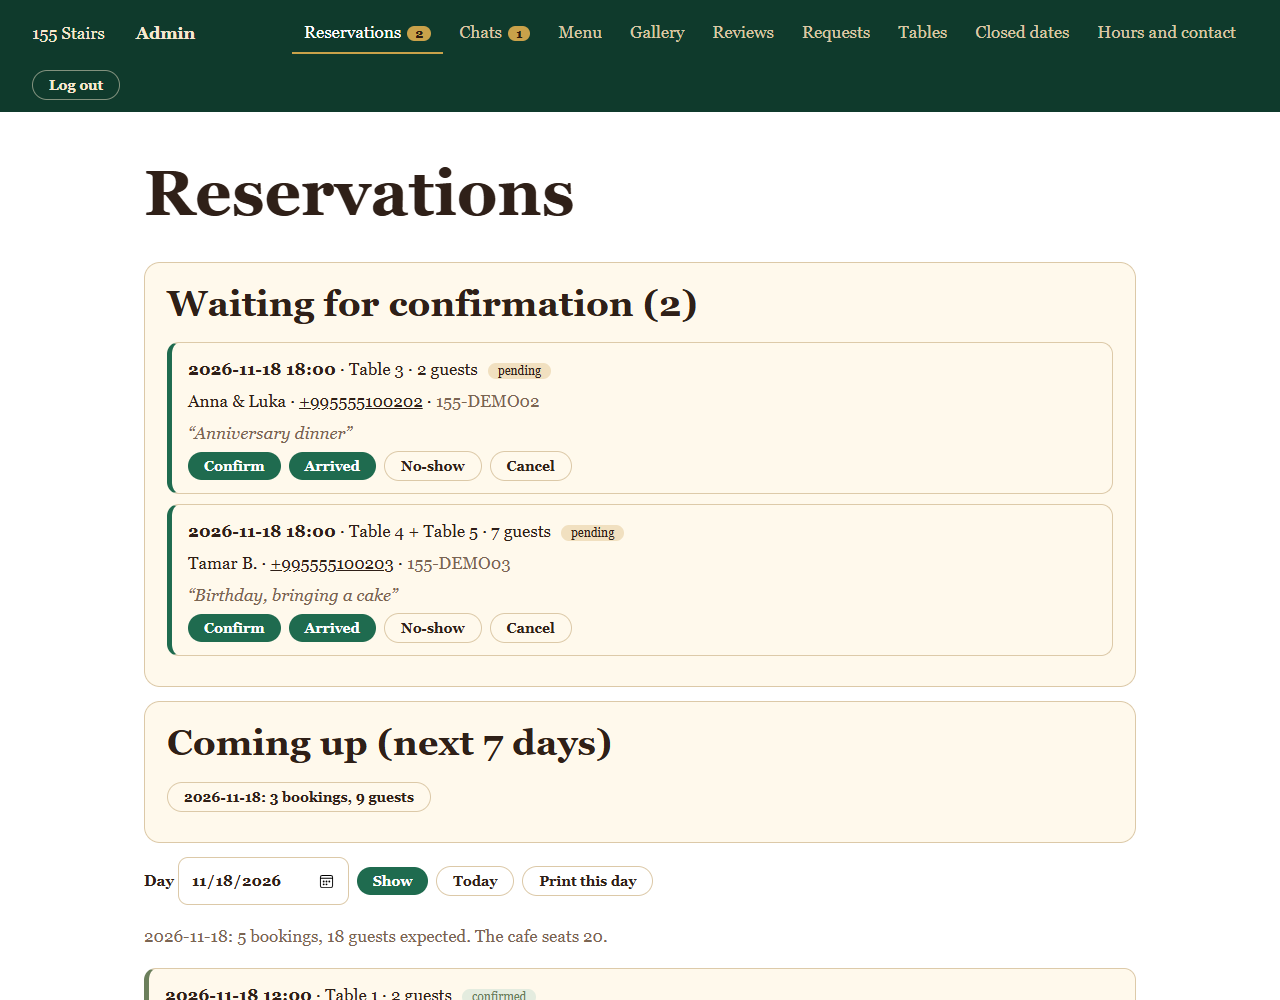 155 Stairs Admin Reservations 2 Chats 1 Menu Gallery Reviews Requests Tables Closed dates Hours and contact
Log out
Reservations
Waiting for confirmation (2)
2026-11-18 18:00 · Table 3 · 2 guests pending
Anna & Luka · +995555100202 · 155-DEMO02
“Anniversary dinner”
Confirm Arrived No-show Cancel
2026-11-18 18:00 · Table 4 + Table 5 · 7 guests pending
Tamar B. · +995555100203 · 155-DEMO03
“Birthday, bringing a cake”
Confirm Arrived No-show Cancel
Coming up (next 7 days)
2026-11-18: 3 bookings, 9 guests
Day 11/18/2026 Show Today Print this day
2026-11-18: 5 bookings, 18 guests expected. The cafe seats 20.
2026-11-18 12:00 · Table 1 · 2 guests confirmed